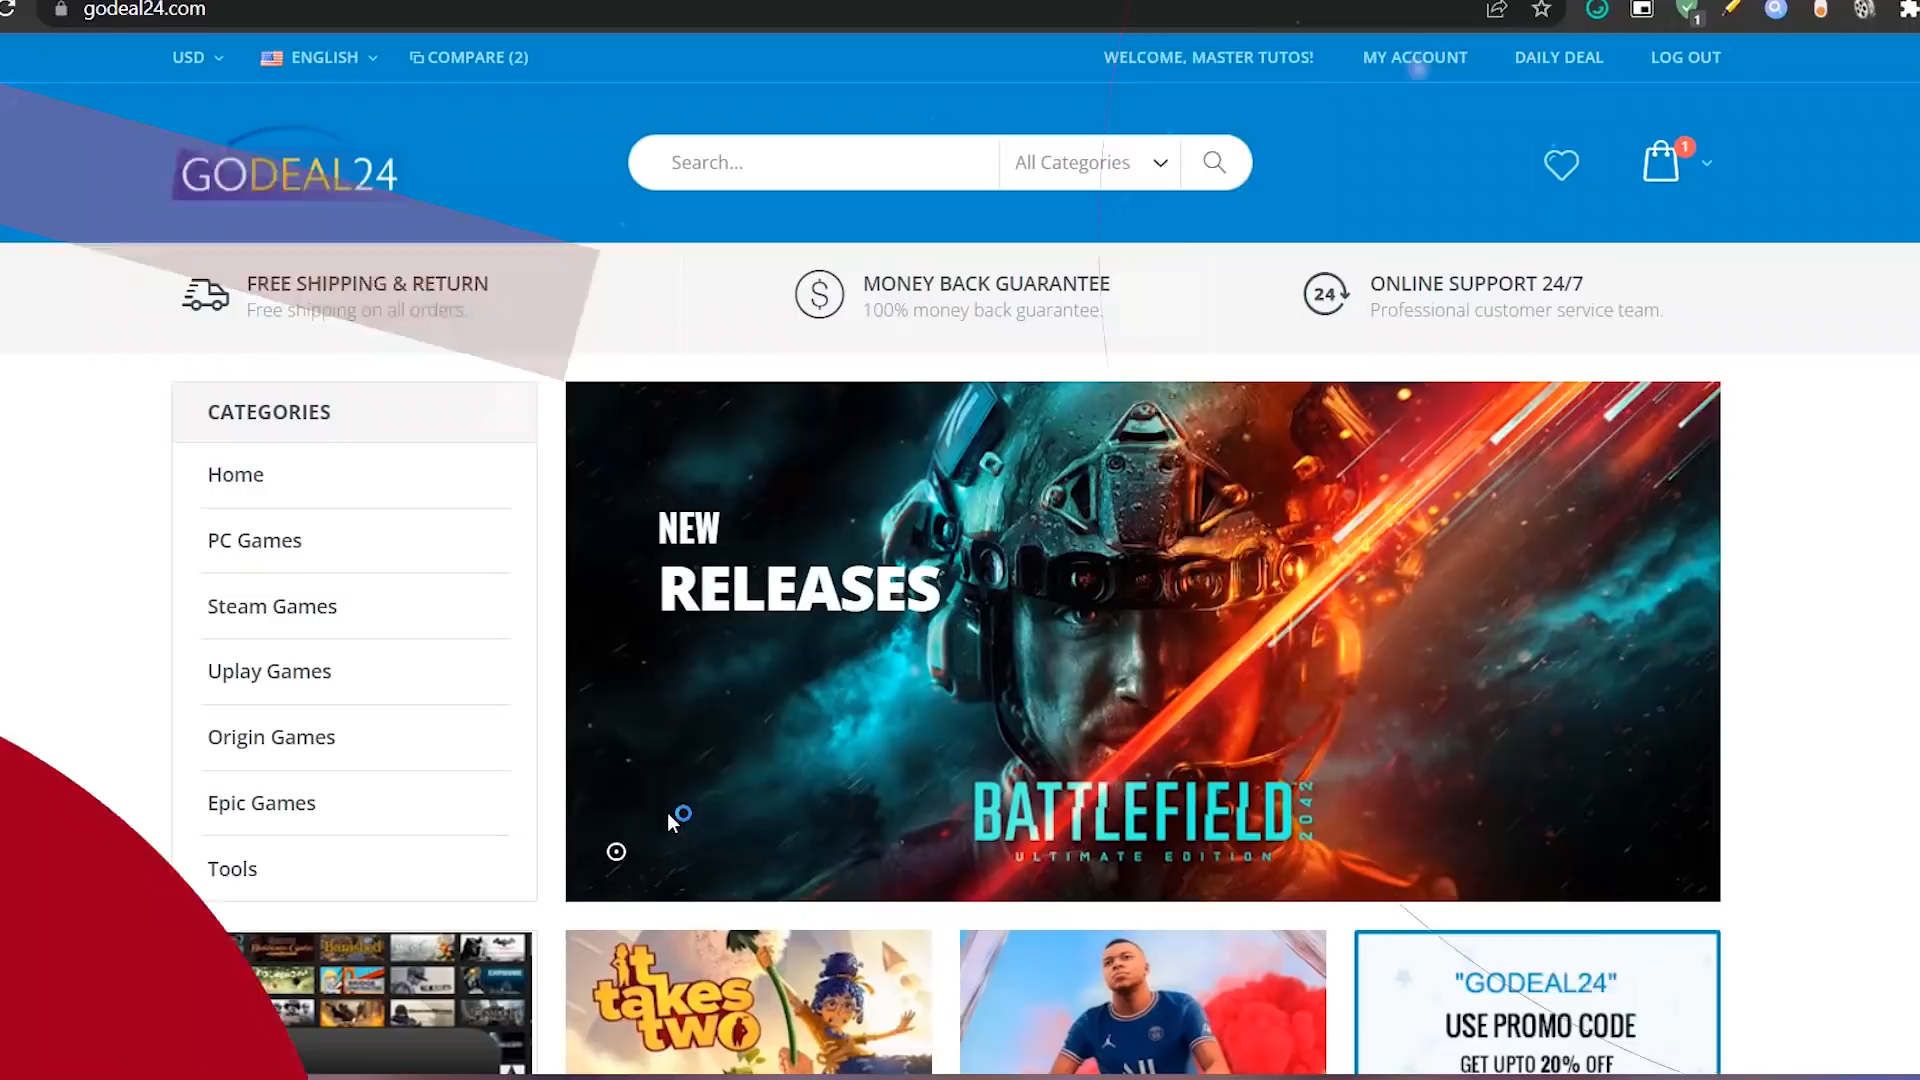 godeal24.com
1
USD
ENGLISH
COMPARE (2)
WELCOME, MASTER TUTOS!
MY ACCOUNT
DAILY DEAL
LOG OUT
GODEAL24
Search...
All Categories
1
FREE SHIPPING & RETURN
Free shipping on all orders.
$
MONEY BACK GUARANTEE
100% money back guarantee.
24
ONLINE SUPPORT 24/7
Professional customer service team.
CATEGORIES
Home
PC Games
Steam Games
Uplay Games
Origin Games
Epic Games
Tools
NEW
RELEASES
BATTLEFIELD
2042
ULTIMATE EDITION
it
takes
two
"GODEAL24"
USE PROMO CODE
GET UPTO 20% OFF